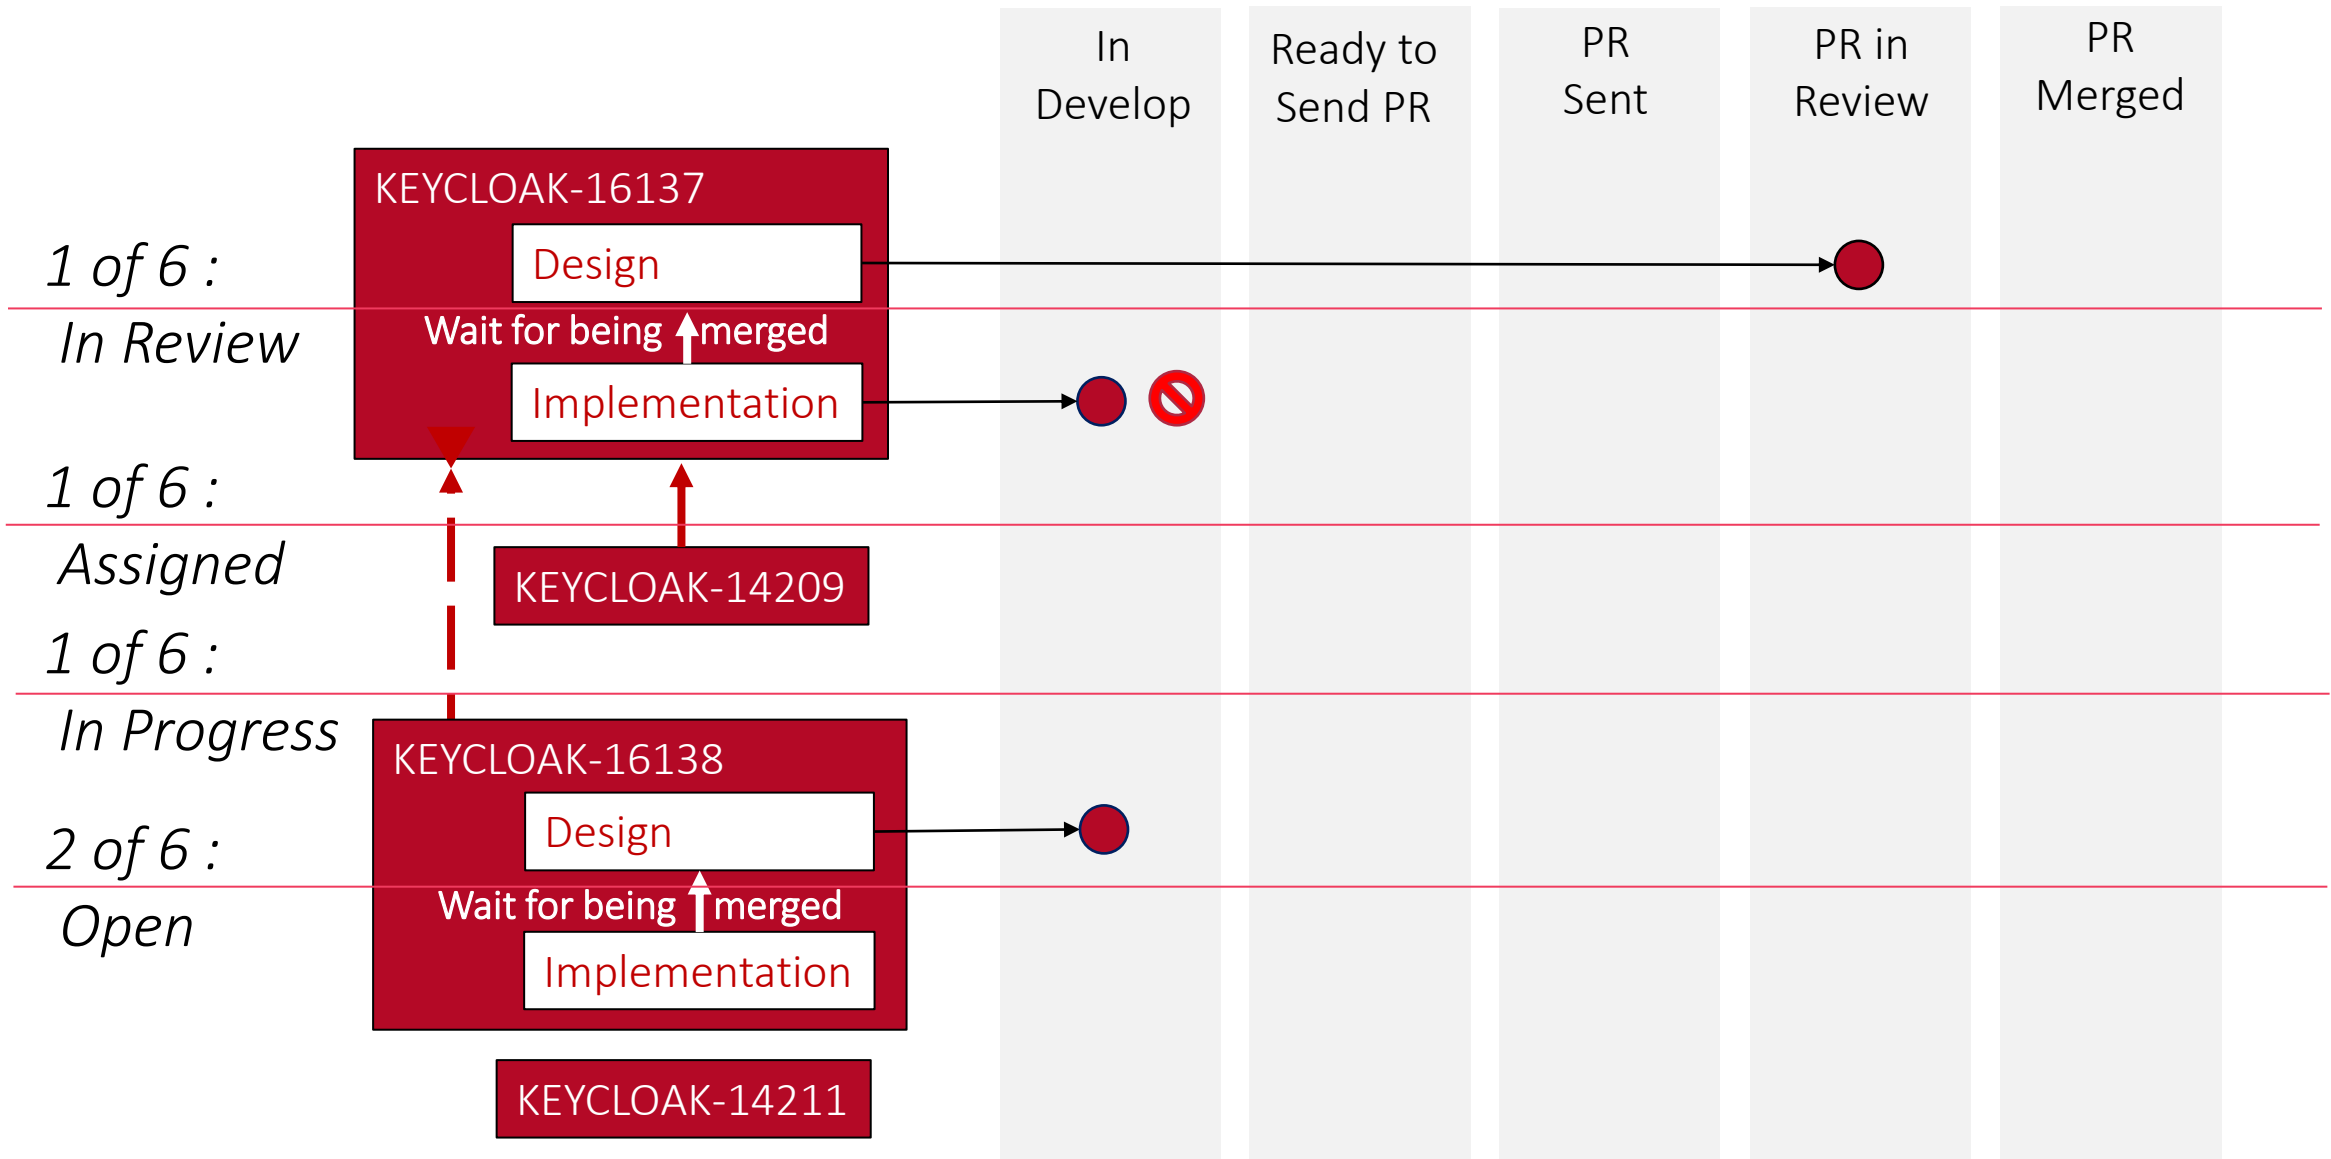 In
Develop
Ready to
Send PR
PR
Sent
PR in
Review
PR
Merged
KEYCLOAK-16137
Design
1 of 6 :
Wait for being merged
In Review
Implementation
1 of 6 :
Assigned
KEYCLOAK-14209
1 of 6 :
In Progress
KEYCLOAK-16138
Design
2 of 6 :
Wait for being merged
Open
Implementation
KEYCLOAK-14211